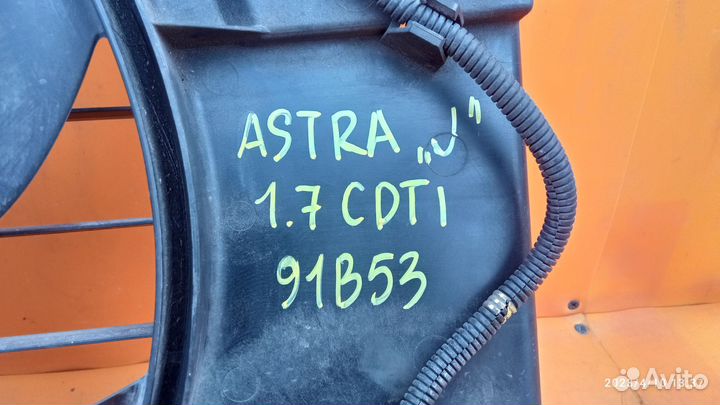 ASTRA „J”
1.7 CDTI
91B53
Avito